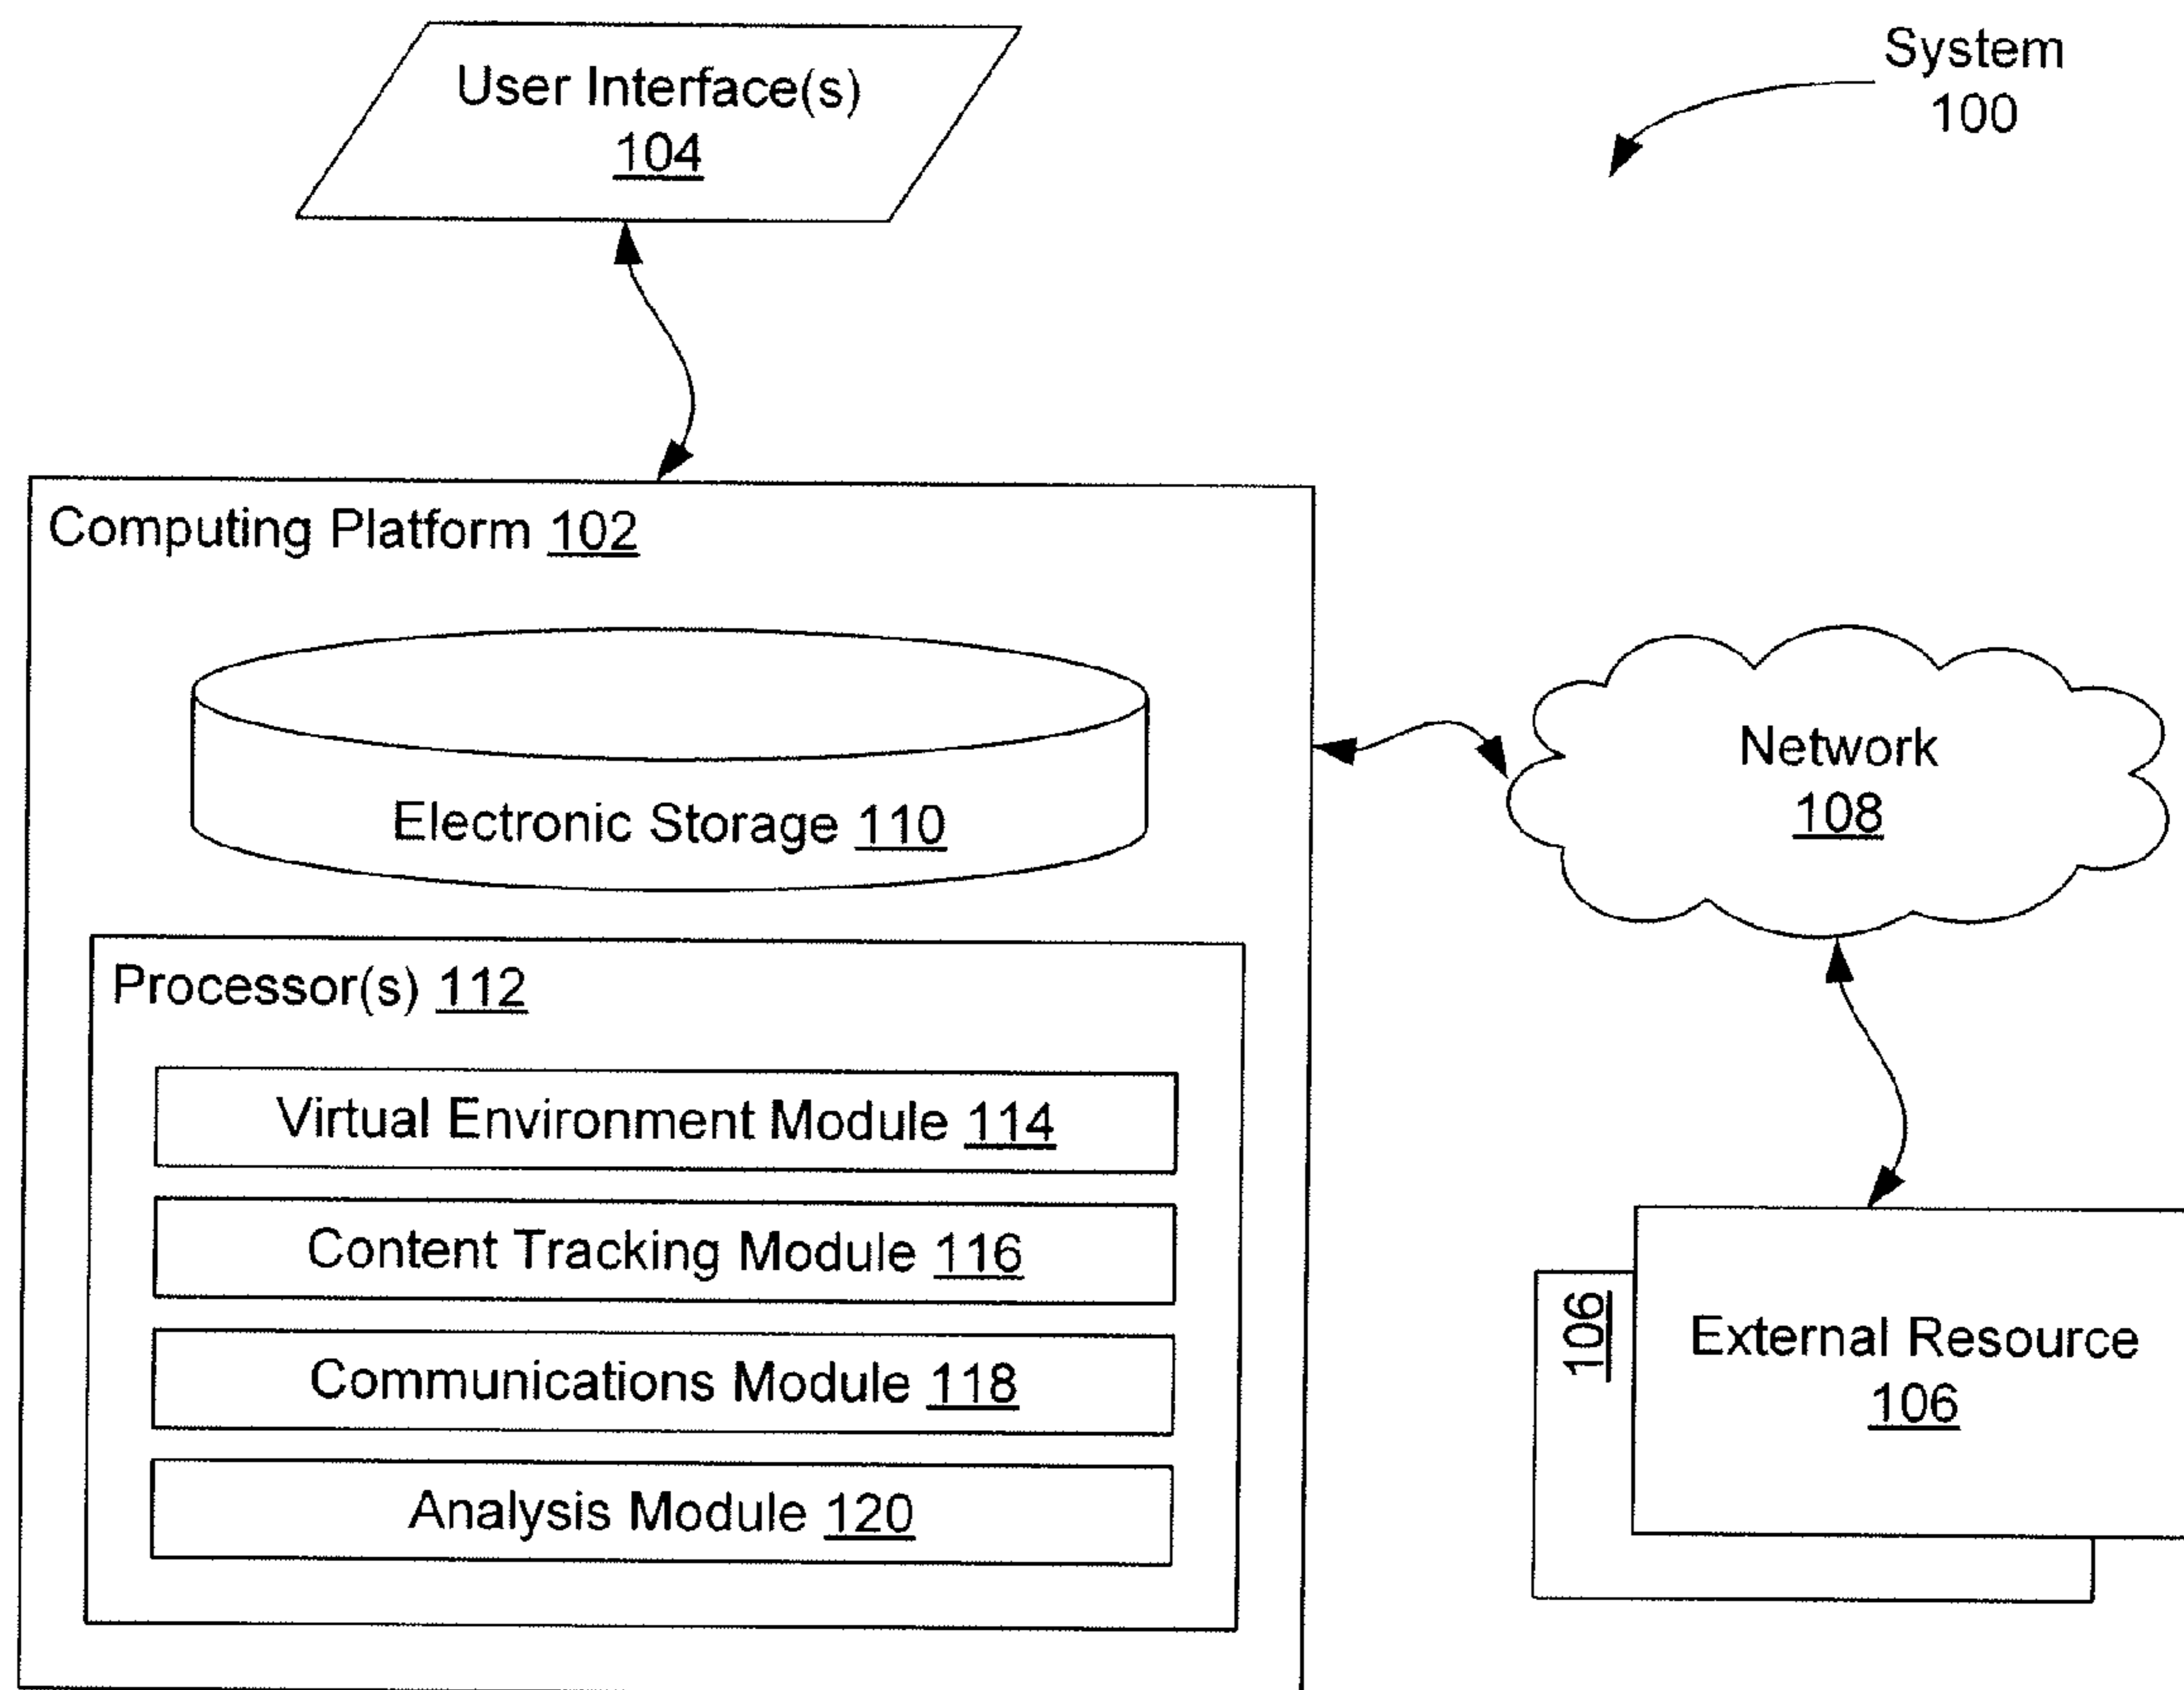 User Interface(s)
104
System
100
Computing Platform 102
Electronic Storage 110
Network
108
Processor(s) 112
Virtual Environment Module 114
Content Tracking Module 116
Communications Module 118
Analysis Module 120
106
External Resource
106